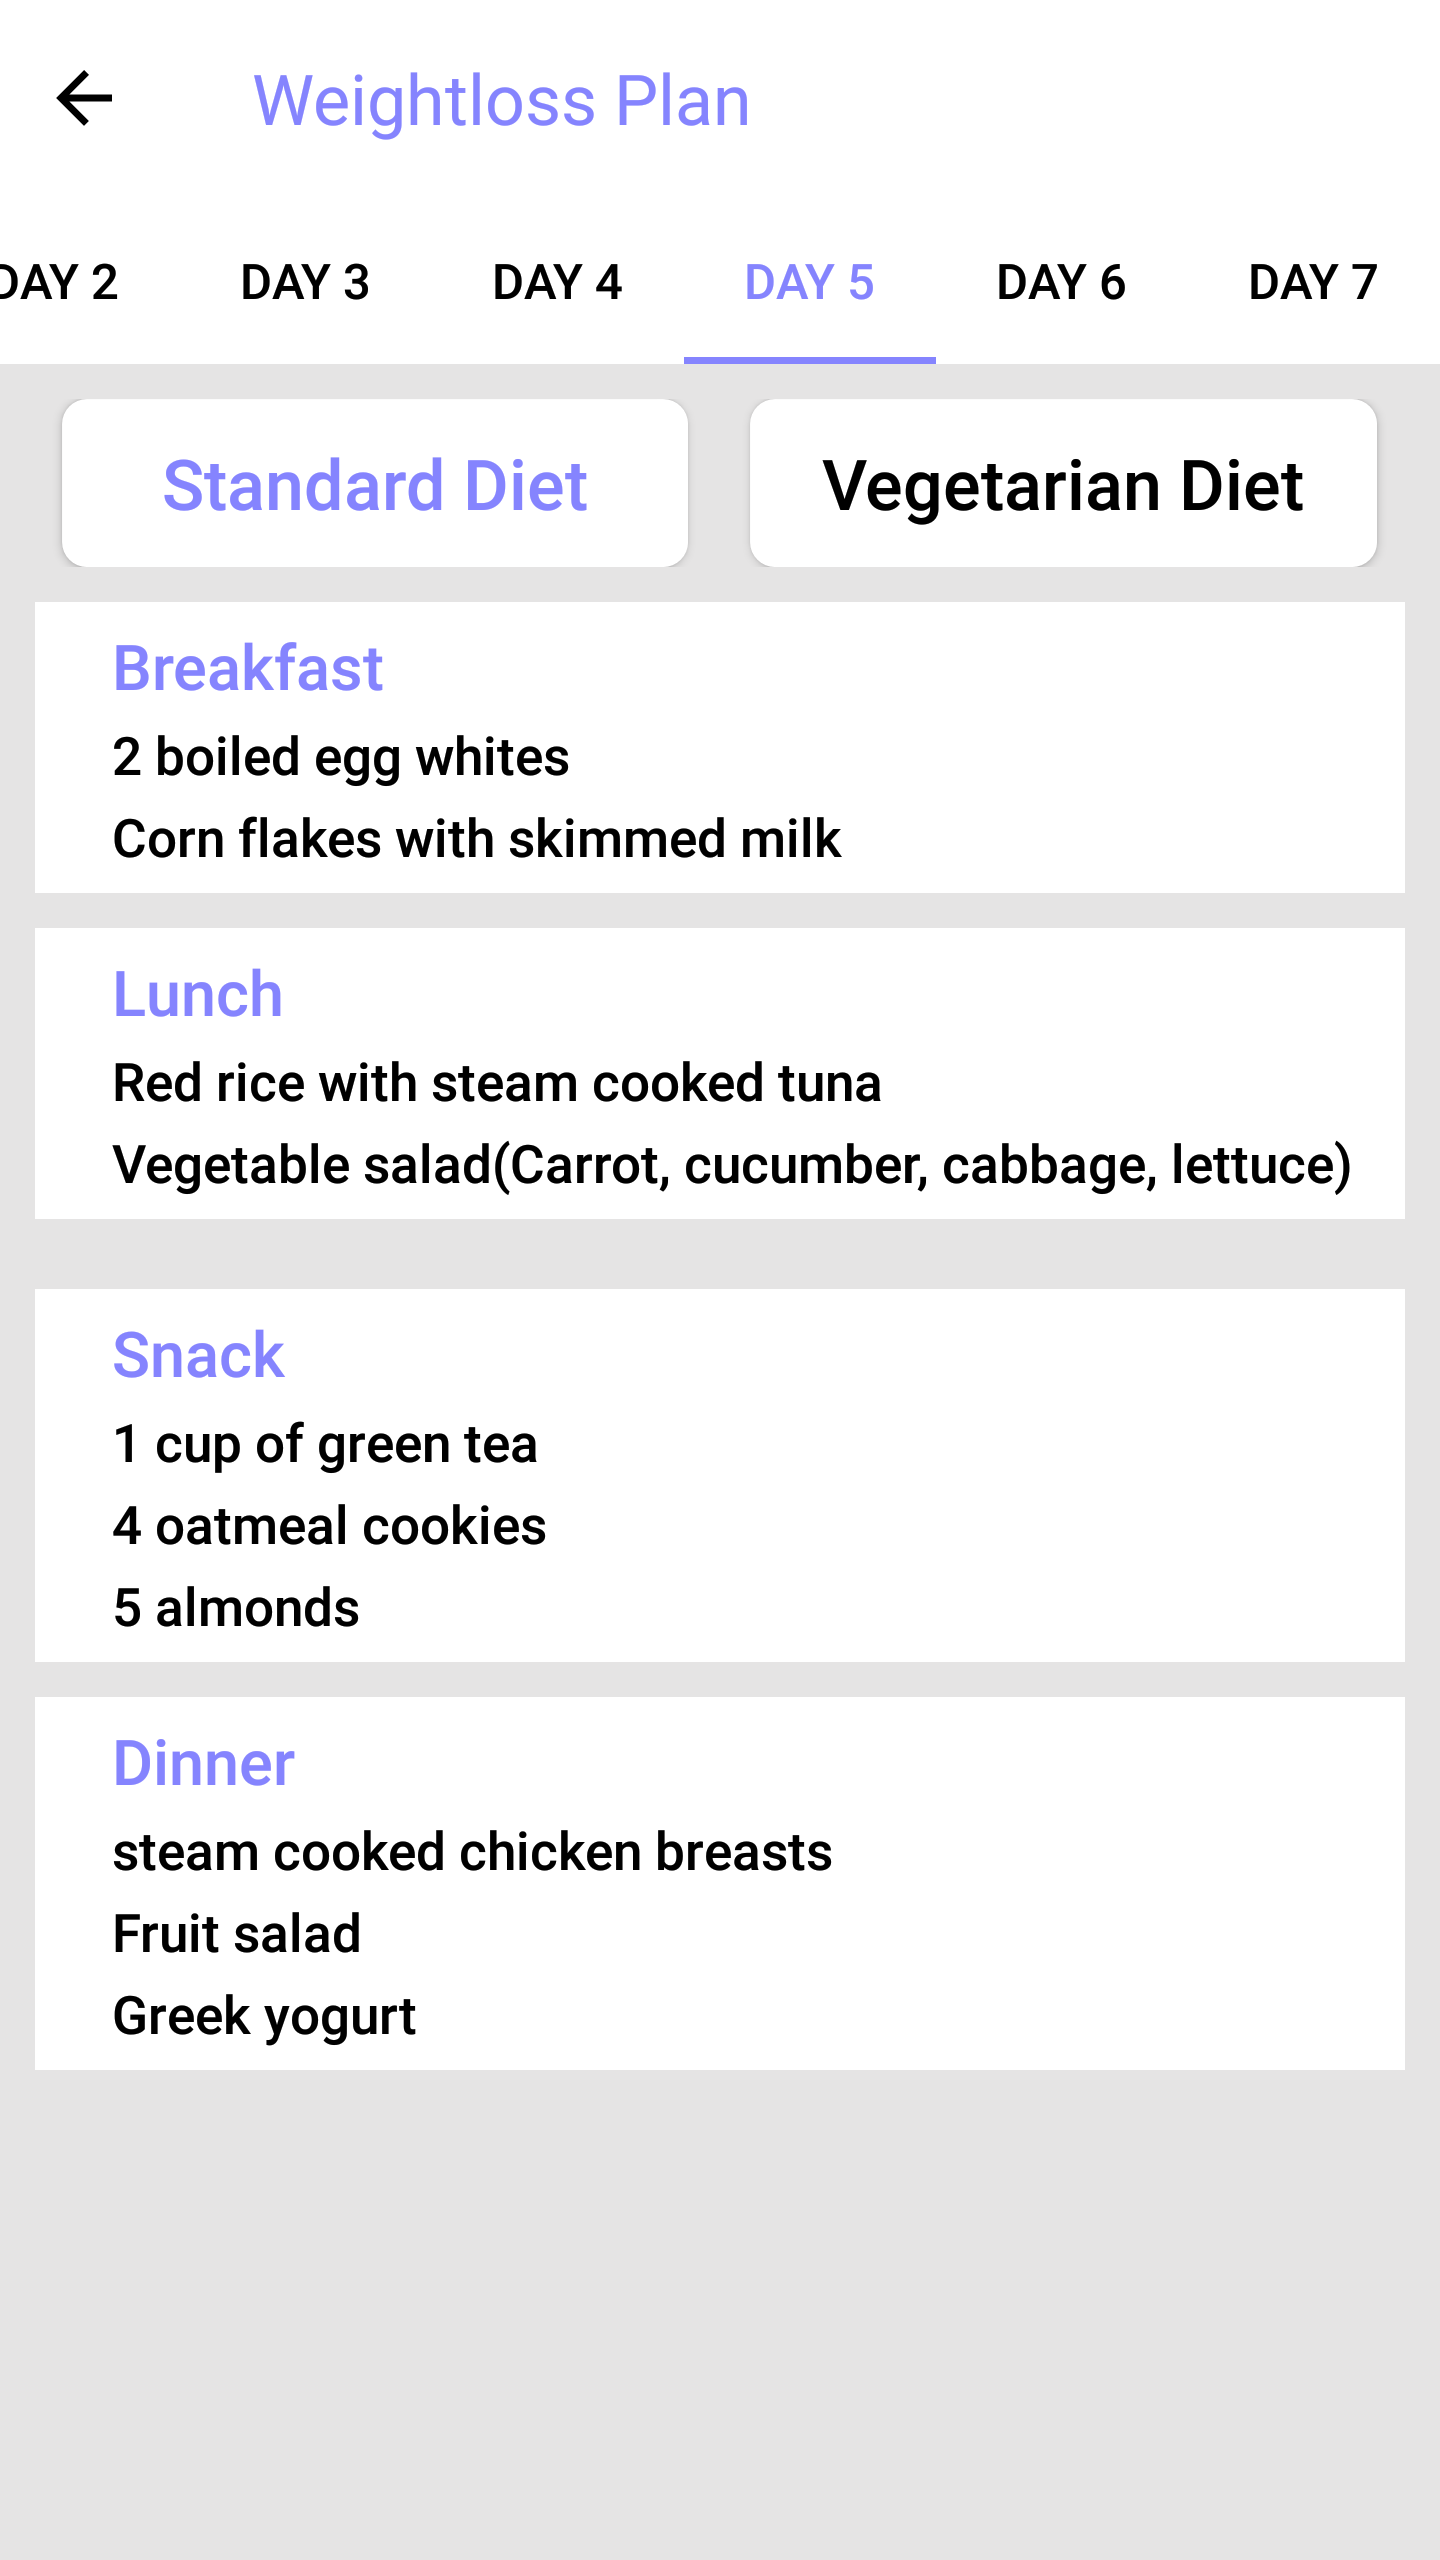 Weightloss Plan
DAY 2 DAY 3 DAY 4 DAY 5 DAY 6 DAY 7
Standard Diet Vegetarian Diet
Breakfast
2 boiled egg whites
Corn flakes with skimmed milk
Lunch
Red rice with steam cooked tuna
Vegetable salad(Carrot, cucumber, cabbage, lettuce)
Snack
1 cup of green tea
4 oatmeal cookies
5 almonds
Dinner
steam cooked chicken breasts
Fruit salad
Greek yogurt